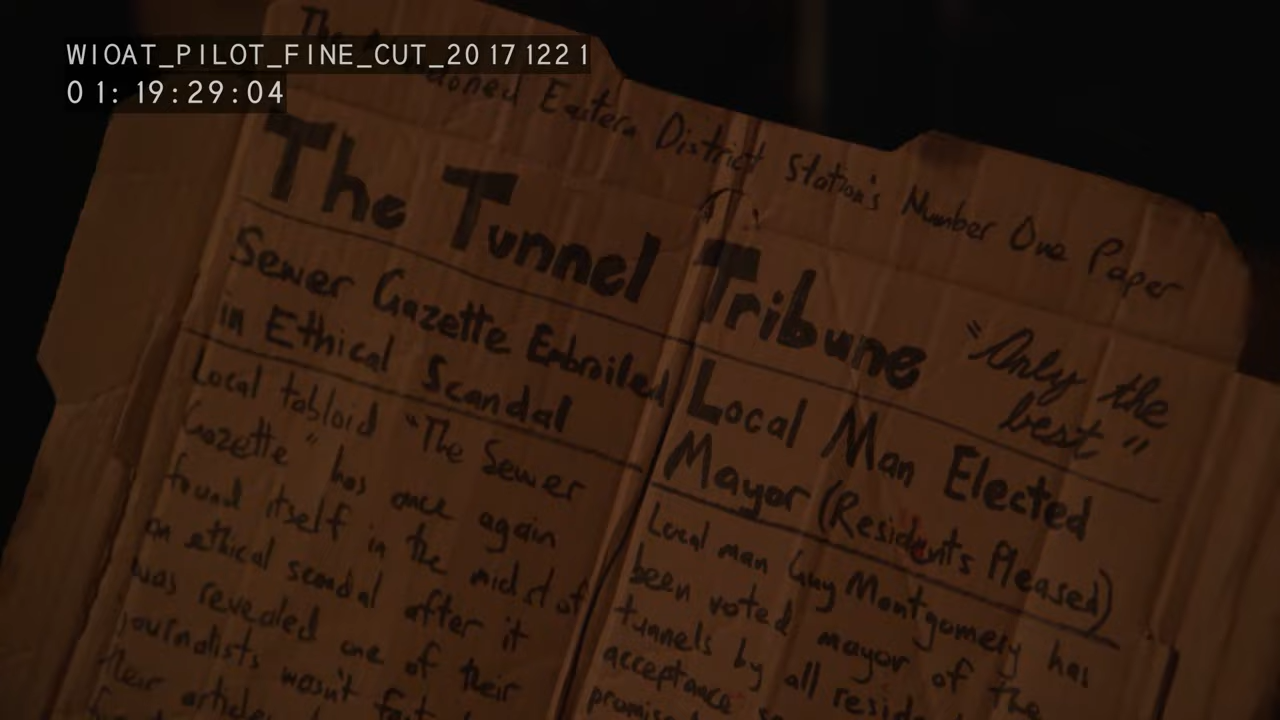 WIOAT_PILOT_FINE_CUT_20171221
01:19:29:04
Eastern District Station's Number One Paper
The Tunnel Tribune
"Only the
best"
Sewer Gazette Embroiled
in Ethical Scandal
Local tabloid "The Sewer
Gazette" has once again
found itself in the midst of
an ethical scandal after it
was revealed one of their
journalists wasn't
their
Local Man Elected
Mayor (Residents Pleased)
Local man Guy Montgomery has
been voted mayor of the
tunnels by all
acceptance